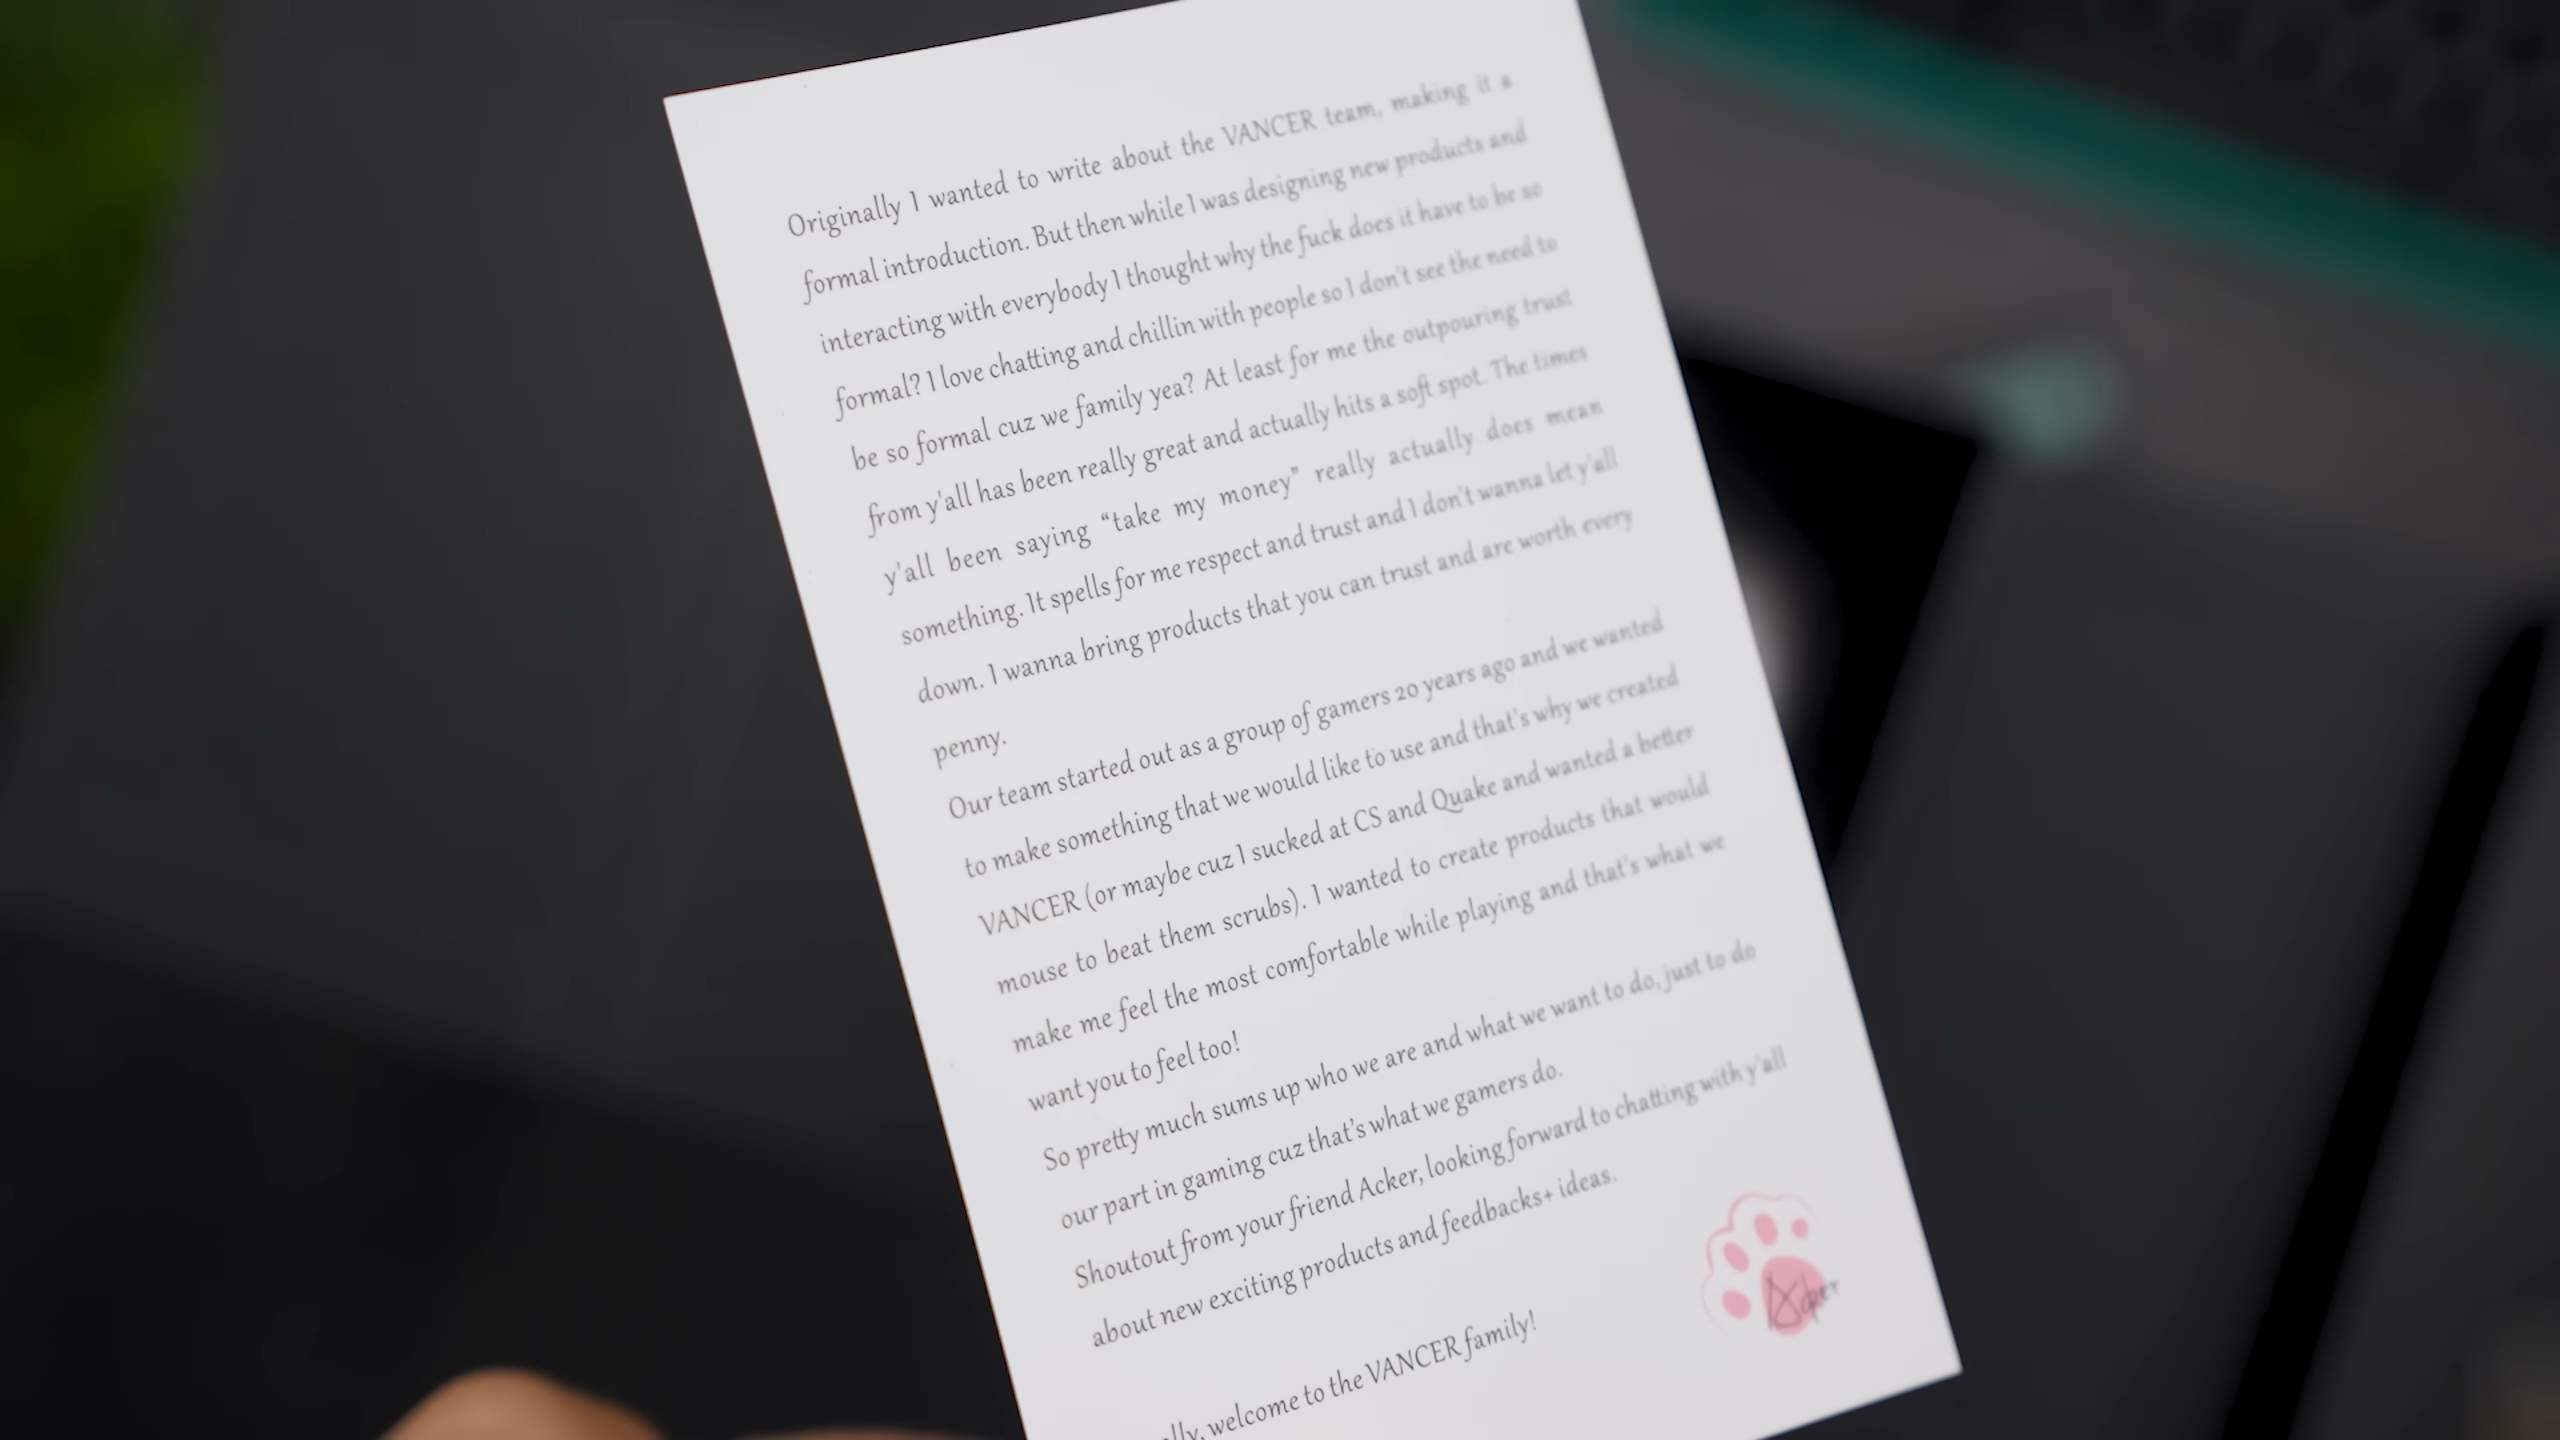 Originally I wanted to write about the VANCER team, making it a
formal introduction. But then while I was designing new products and
interacting with everybody I thought why the fuck does it have to be so
formal? I love chatting and chillin with people so I don't see the need to
be so formal cuz we family yea? At least for me the outpouring trust
from y'all has been really great and actually hits a soft spot. The times
y'all been saying “take my money” really actually does mean
something. It spells for me respect and trust and I don't wanna let y'all
down. I wanna bring products that you can trust and are worth every
penny.
Our team started out as a group of gamers 20 years ago and we wanted
to make something that we would like to use and that's why we created
VANCER (or maybe cuz I sucked at CS and Quake and wanted a better
mouse to beat them scrubs). I wanted to create products that would
make me feel the most comfortable while playing and that's what we
want you to feel too!
So pretty much sums up who we are and what we want to do, just to do
our part in gaming cuz that’s what we gamers do.
Shoutout from your friend Acker, looking forward to chatting with y'all
about new exciting products and feedbacks+ ideas.
welcome to the VANCER family!